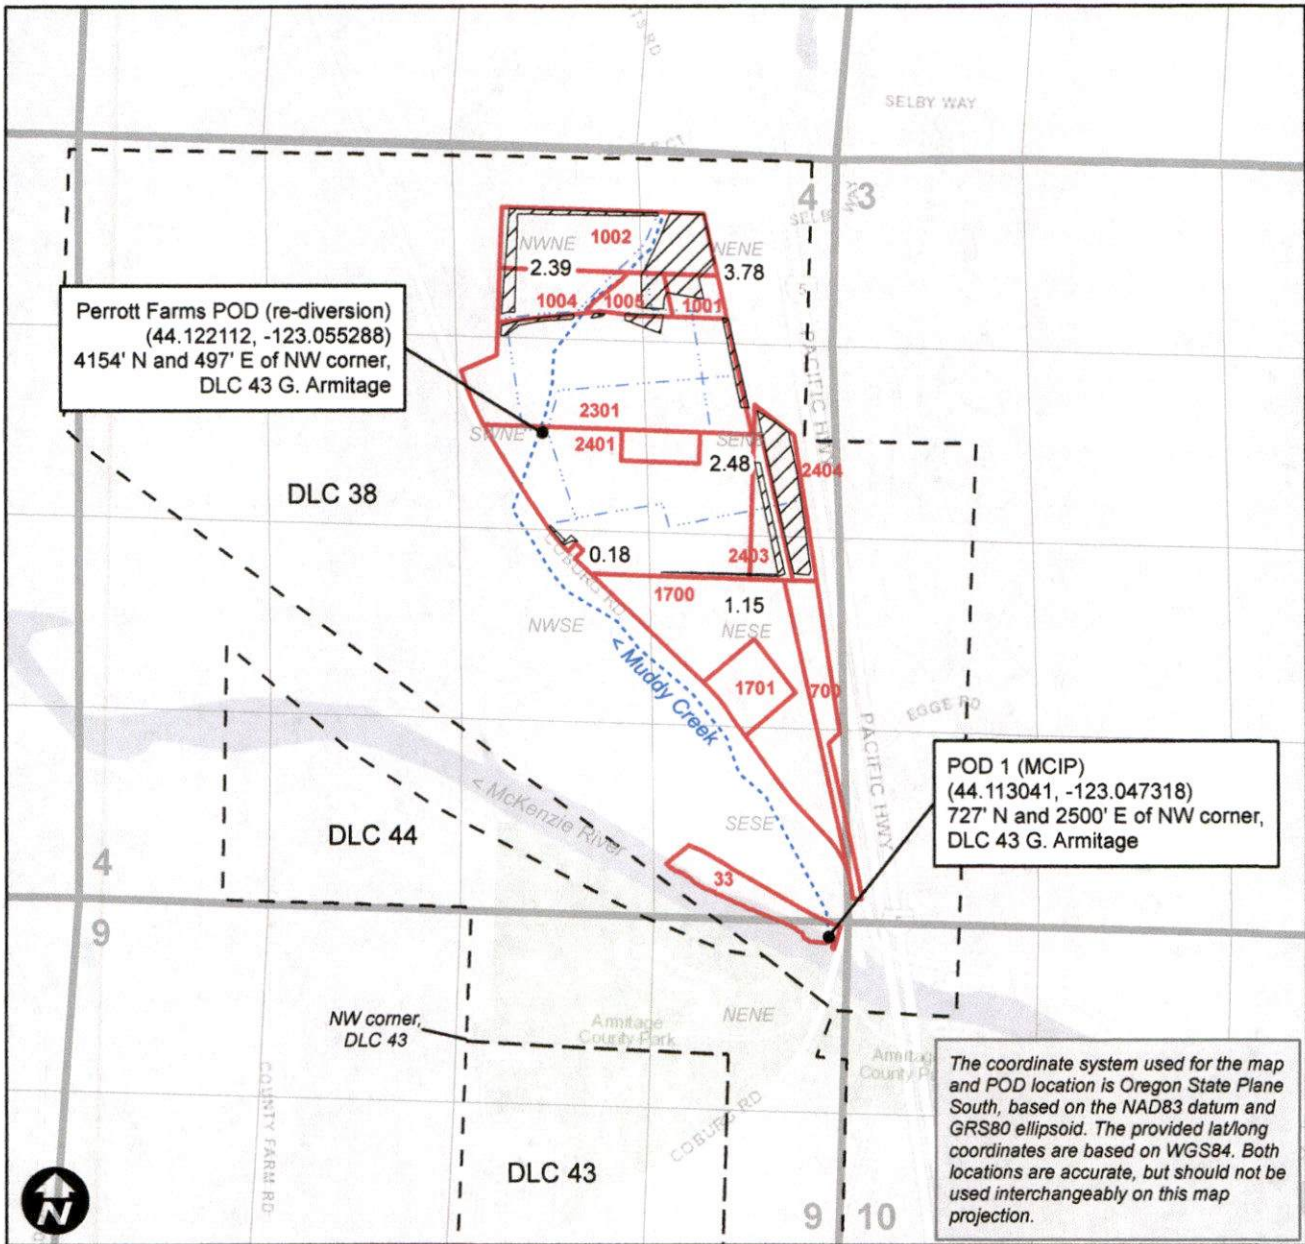 SELBY WAY
4 3
1002
NWNE
NENE
2.39
3.78
1004
1005
1001
Perrott Farms POD (re-diversion)
(44.122112, -123.055288)
4154' N and 497' E of NW corner,
DLC 43 G. Armitage
PACIFIC HWY
2301
SWNE
2401
SENE
2.48
2404
DLC 38
0.18
2403
COBURG RD
1700
1.15
NWSE
NESE
< Muddy Creek
1701
700
EGGE RD
PACIFIC HWY
POD 1 (MCIP)
(44.113041, -123.047318)
727' N and 2500' E of NW corner,
DLC 43 G. Armitage
< McKenzie River
SESE
DLC 44
33
4
9
NW corner,
DLC 43
Armitage
County Park
NENE
Armitage
County
COUNTY FARM RD
COBURG RD
DLC 43
The coordinate system used for the map
and POD location is Oregon State Plane
South, based on the NAD83 datum and
GRS80 ellipsoid. The provided lat/long
coordinates are based on WGS84. Both
locations are accurate, but should not be
used interchangeably on this map
projection.
N
9 10